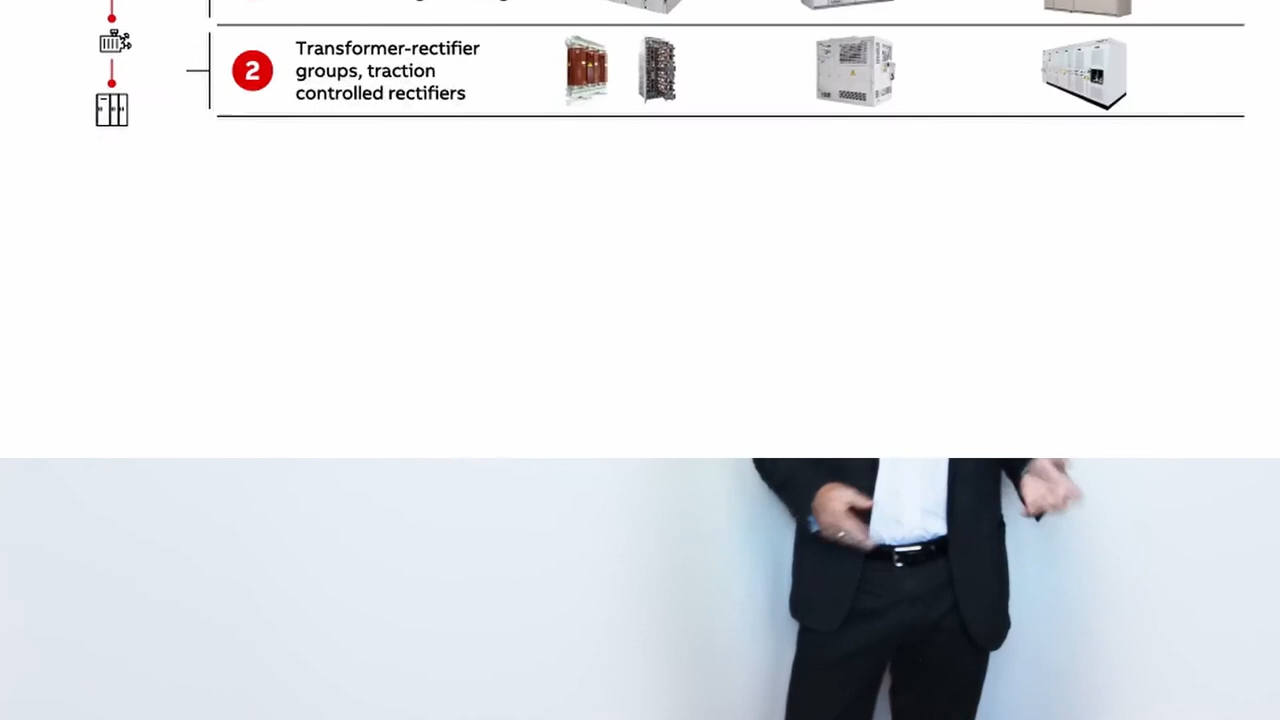 2
Transformer-rectifier
groups, traction
controlled rectifiers